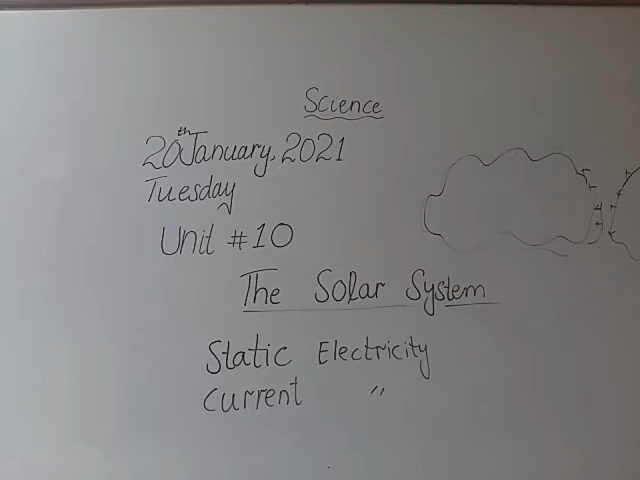 Science
20th January, 2021
Tuesday
Unit #10
The Solar System
Static Electricity
Current "